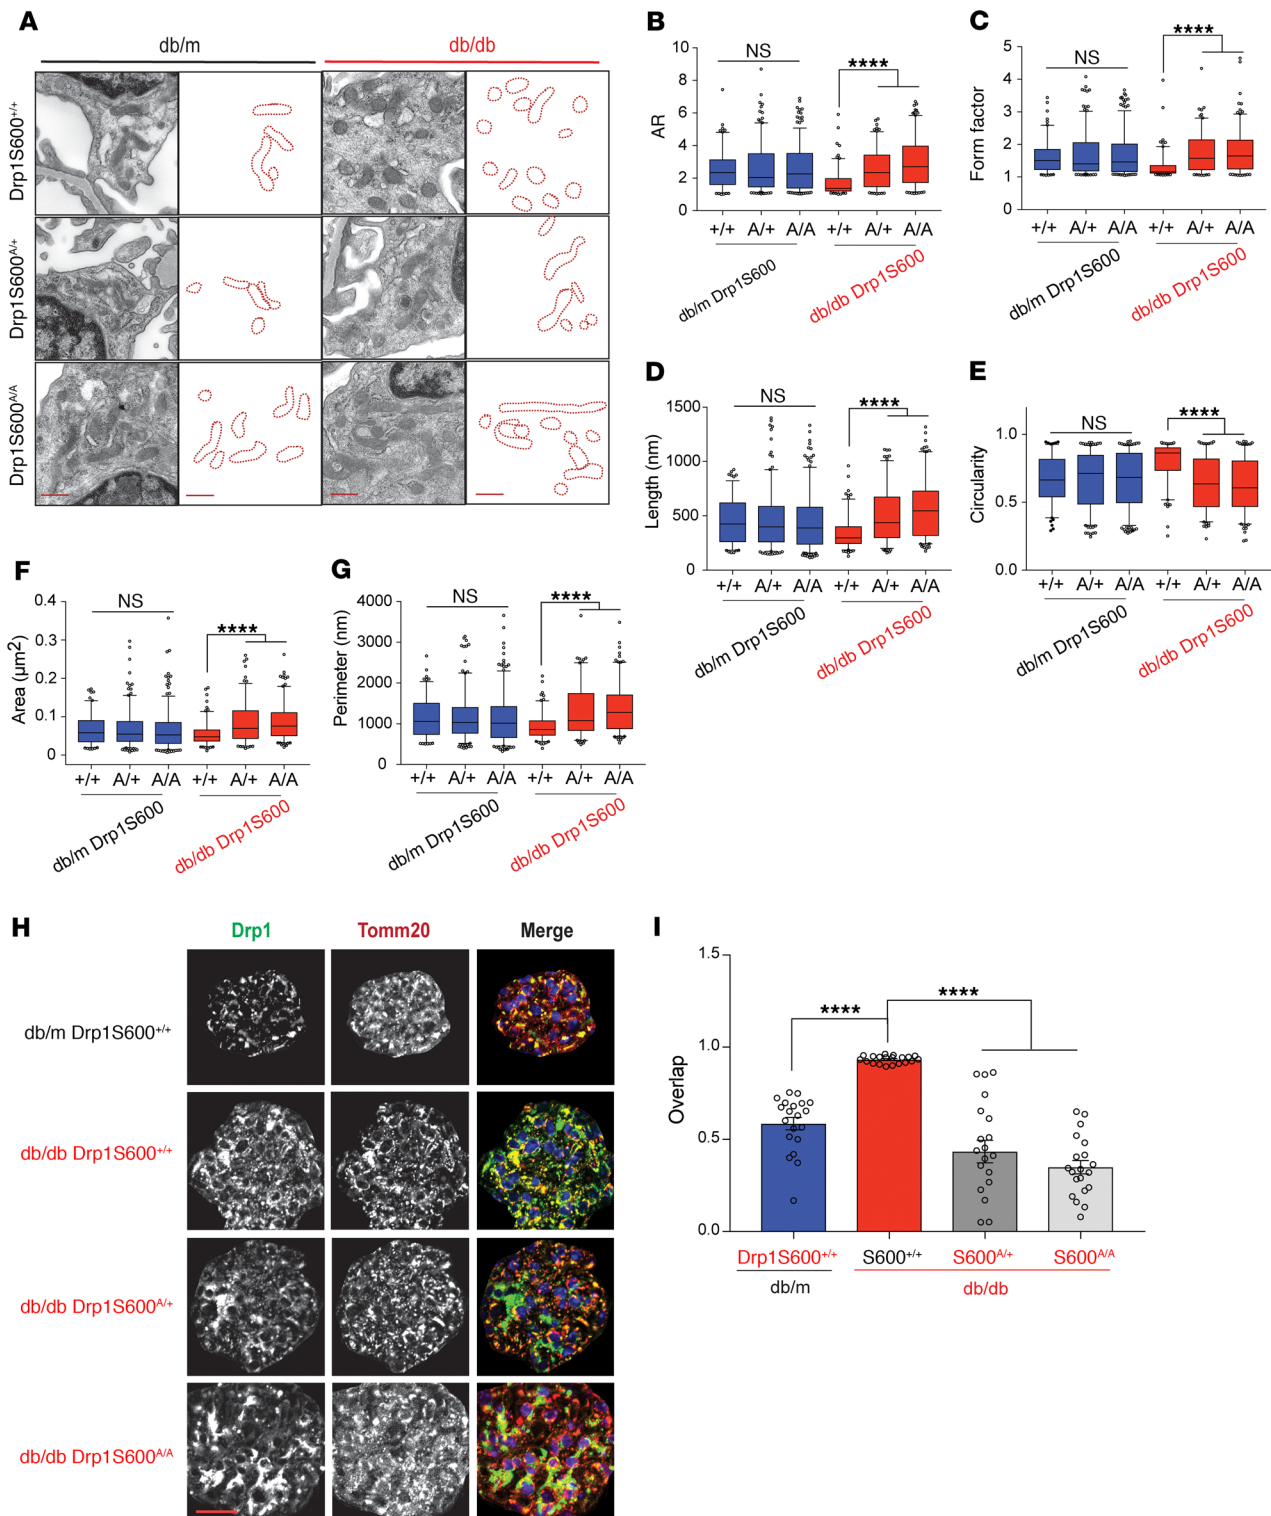 A
db/m
db/db
Drp1S600+/+
Drp1S600A/+
Drp1S600A/A
B
AR
10
8
6
4
2
0
NS
****
+/+ A/+ A/A +/+ A/+ A/A
db/m Drp1S600
db/db Drp1S600
C
Form factor
5
4
3
2
1
0
NS
****
+/+ A/+ A/A +/+ A/+ A/A
db/m Drp1S600
db/db Drp1S600
D
Length (nm)
1500
1000
500
0
NS
****
+/+ A/+ A/A +/+ A/+ A/A
db/m Drp1S600
db/db Drp1S600
E
Circularity
1.0
0.5
0.0
NS
****
+/+ A/+ A/A +/+ A/+ A/A
db/m Drp1S600
db/db Drp1S600
F
Area (µm2)
0.4
0.3
0.2
0.1
0
NS
****
+/+ A/+ A/A +/+ A/+ A/A
db/m Drp1S600
db/db Drp1S600
G
Perimeter (nm)
4000
3000
2000
1000
0
NS
****
+/+ A/+ A/A +/+ A/+ A/A
db/m Drp1S600
db/db Drp1S600
H
Drp1 Tomm20 Merge
db/m Drp1S600+/+
db/db Drp1S600+/+
db/db Drp1S600A/+
db/db Drp1S600A/A
I
Overlap
1.5
1.0
0.5
0.0
****
****
Drp1S600+/+ S600+/+ S600A/+ S600A/A
db/m db/db